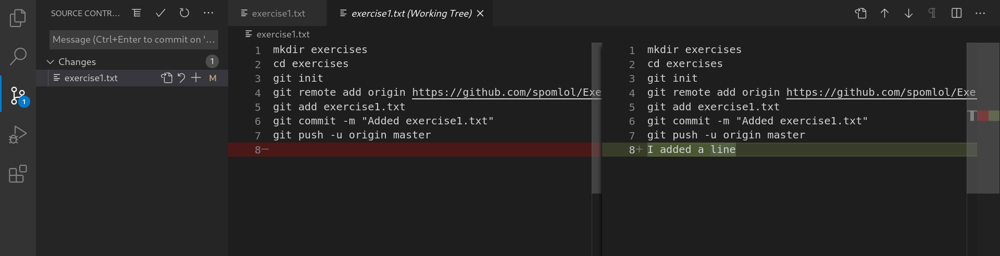 SOURCE CONTR...
Message (Ctrl+Enter to commit on '...
Changes 1
exercise1.txt M
1
exercise1.txt
exercise1.txt (Working Tree)
exercise1.txt
1 mkdir exercises
2 cd exercises
3 git init
4 git remote add origin https://github.com/spomlol/Exe
5 git add exercise1.txt
6 git commit -m "Added exercise1.txt"
7 git push -u origin master
8−
1 mkdir exercises
2 cd exercises
3 git init
4 git remote add origin https://github.com/spomlol/Exe
5 git add exercise1.txt
6 git commit -m "Added exercise1.txt"
7 git push -u origin master
8+ I added a line